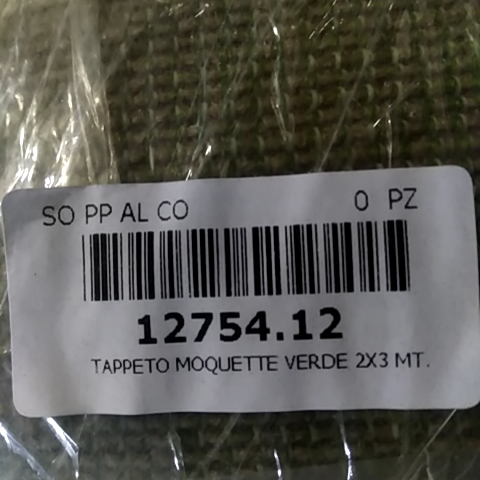 SO PP AL CO 0 PZ
12754.12
TAPPETO MOQUETTE VERDE 2X3 MT.